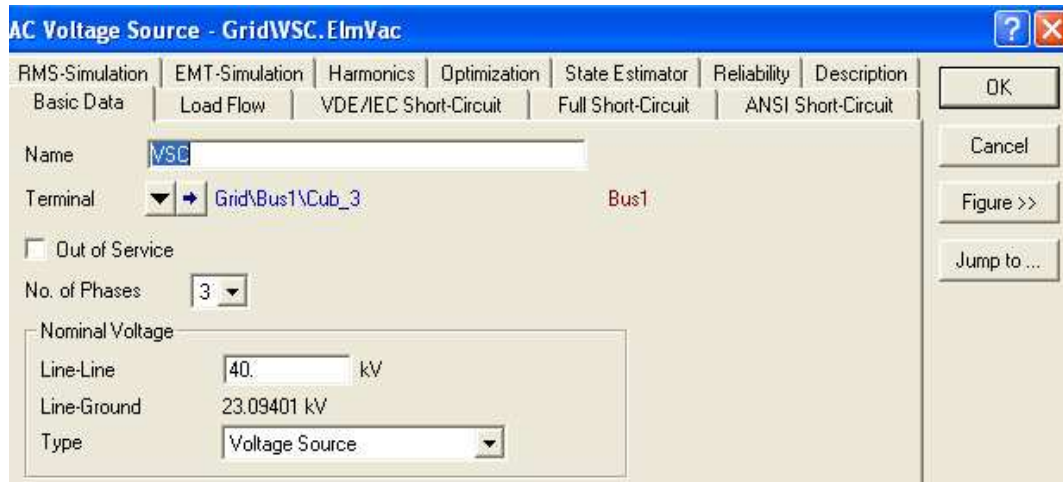 AC Voltage Source - Grid\VSC.ElmVac
RMS-Simulation EMT-Simulation Harmonics Optimization State Estimator Reliability Description
Basic Data Load Flow VDE/IEC Short-Circuit Full Short-Circuit ANSI Short-Circuit
OK
Cancel
Figure >>
Jump to ...
Name VSC
Terminal Grid\Bus1\Cub_3 Bus1
Out of Service
No. of Phases 3
Nominal Voltage
Line-Line 40. kV
Line-Ground 23.09401 kV
Type Voltage Source